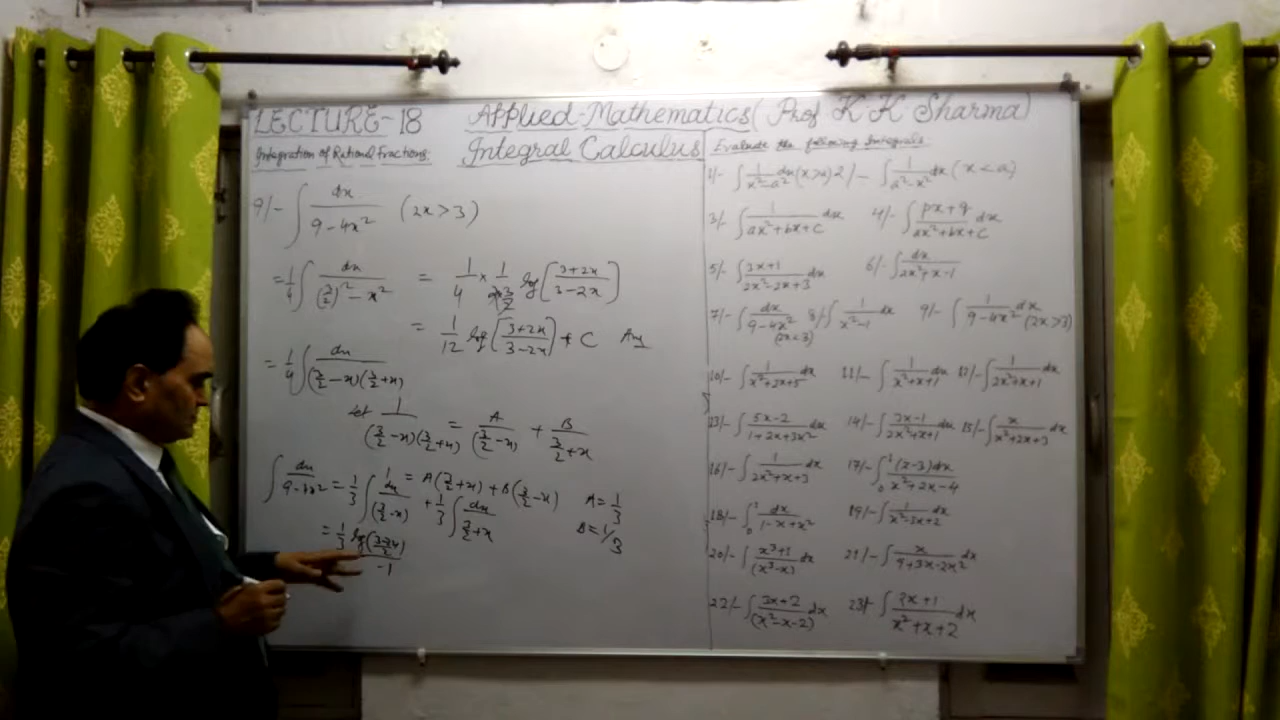 LECTURE-18 Applied-Mathematics( Prof K K Sharma)
Integration of Rational Fractions: Integral Calculus
9/- ∫ dx / (9-4x²) (2x>3)
= 1/4 ∫ dx / ((3/2)²-x²) = 1/4 × 1/(2×3/2) log[(3+2x)/(3-2x)]
= 1/12 log[(3+2x)/(3-2x)] + C Ans
= 1/4 ∫ dx / ((3/2-x)(3/2+x))
Let 1/((3/2-x)(3/2+x)) = A/(3/2-x) + B/(3/2+x)
1 = A(3/2+x) + B(3/2-x) A = 1/3
B = 1/3
∫ dx/(9-4x²) = 1/3 ∫ dx/(3/2-x) + 1/3 ∫ dx/(3/2+x)
= 1/3 log(3-2x/2) / -1
Evaluate the following Integrals:
1/- ∫ 1/(x²-a²) dx (x>a) 2/- ∫ 1/(a²-x²) dx (x<a)
3/- ∫ 1/(ax²+bx+c) dx 4/- ∫ (px+q)/(ax²+bx+c) dx
5/- ∫ (3x+1)/(2x²-2x+3) dx 6/- ∫ dx/(2x²+x-1)
7/- ∫ dx/(9-4x²) (2x<3) 8/- ∫ 1/(x²-1) dx 9/- ∫ 1/(9-4x²) dx (2x>3)
10/- ∫ 1/(x²+2x+5) dx 11/- ∫ 1/(x²+x+1) dx 12/- ∫ 1/(2x²+x+1) dx
13/- ∫ (5x-2)/(1+2x+3x²) dx 14/- ∫ (3x-1)/(2x²+x+1) dx 15/- ∫ x/(x²+2x+3) dx
16/- ∫ 1/(2x²+x+3) dx 17/- ∫₀¹ (x-3)dx/(x²+2x-4)
18/- ∫₀¹ dx/(1-x+x²) 19/- ∫ 1/(x²-3x+2) dx
20/- ∫ (x³+1)/(x³-x) dx 21/- ∫ x/(9+3x-2x²) dx
22/- ∫ (3x+2)/(x²-x-2) dx 23/- ∫ (2x+1)/(x²+x+2) dx